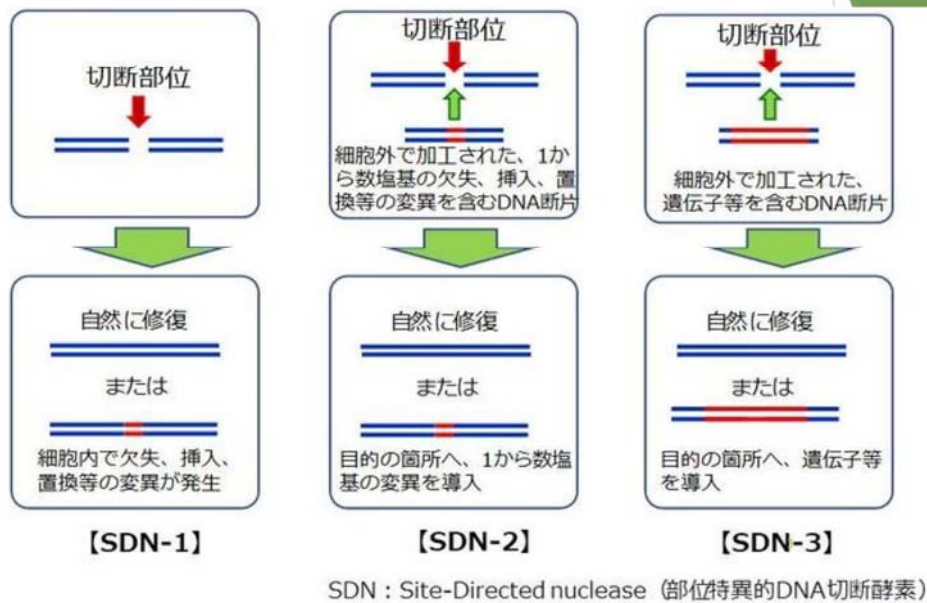 切断部位
自然に修復
または
細胞内で欠失、挿入、
置換等の変異が発生
【SDN-1】
切断部位
細胞外で加工された、1か
ら数塩基の欠失、挿入、置
換等の変異を含むDNA断片
自然に修復
または
目的の箇所へ、1から数塩
基の変異を導入
【SDN-2】
切断部位
細胞外で加工された、
遺伝子等を含むDNA断片
自然に修復
または
目的の箇所へ、遺伝子等
を導入
【SDN-3】
SDN：Site-Directed nuclease（部位特異的DNA切断酵素）